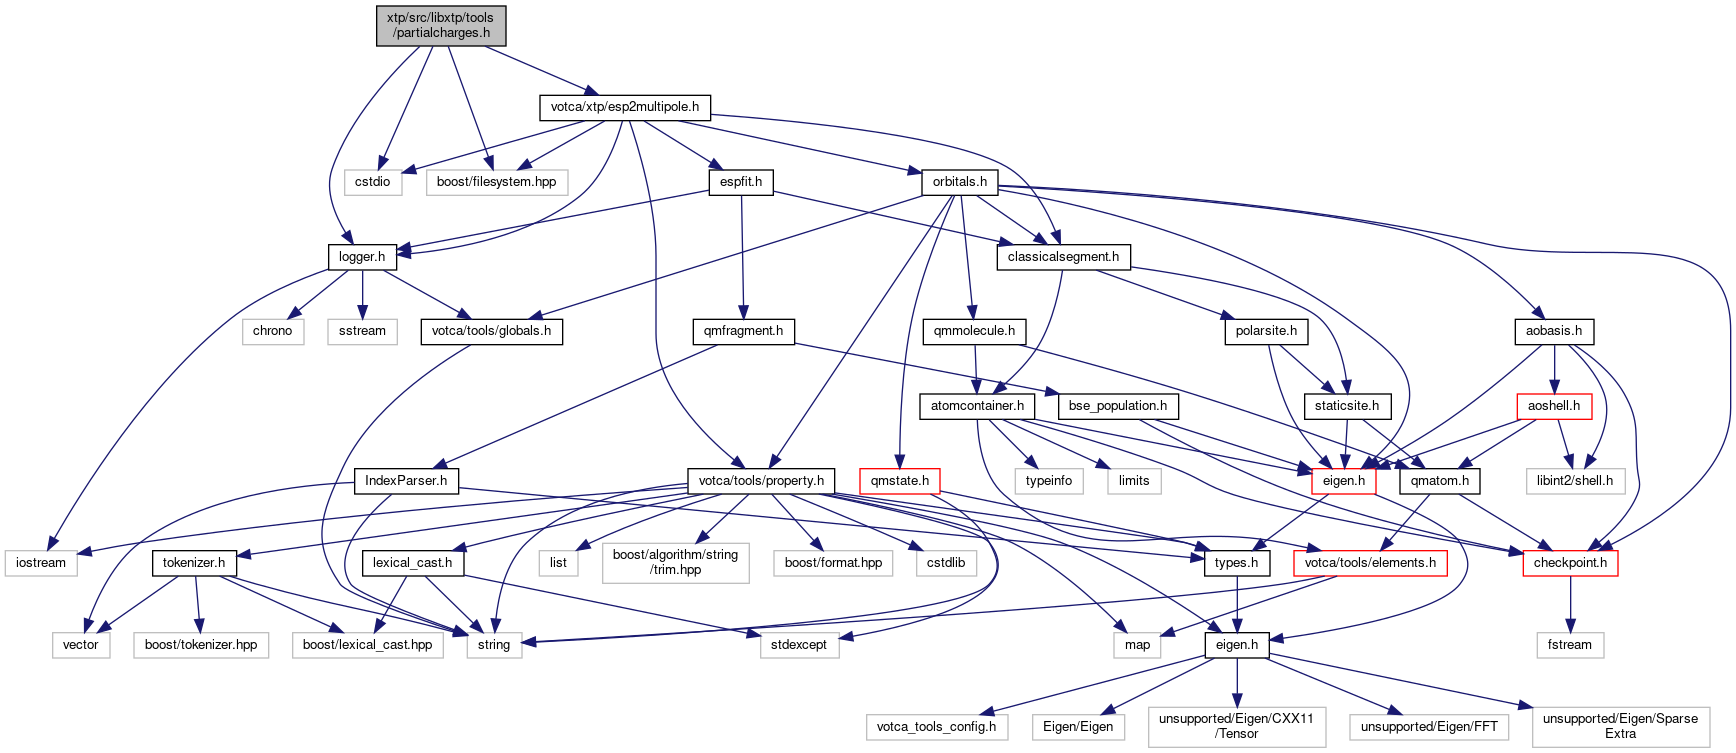 xtp/src/libxtp/tools
/partialcharges.h
votca/xtp/esp2multipole.h
cstdio
boost/filesystem.hpp
espfit.h
orbitals.h
logger.h
classicalsegment.h
chrono
sstream
votca/tools/globals.h
qmfragment.h
qmmolecule.h
polarsite.h
aobasis.h
atomcontainer.h
bse_population.h
staticsite.h
aoshell.h
IndexParser.h
votca/tools/property.h
qmstate.h
typeinfo
limits
eigen.h
qmatom.h
libint2/shell.h
iostream
tokenizer.h
lexical_cast.h
list
boost/algorithm/string
/trim.hpp
boost/format.hpp
cstdlib
types.h
votca/tools/elements.h
checkpoint.h
vector
boost/tokenizer.hpp
boost/lexical_cast.hpp
string
stdexcept
map
eigen.h
fstream
votca_tools_config.h
Eigen/Eigen
unsupported/Eigen/CXX11
/Tensor
unsupported/Eigen/FFT
unsupported/Eigen/Sparse
Extra